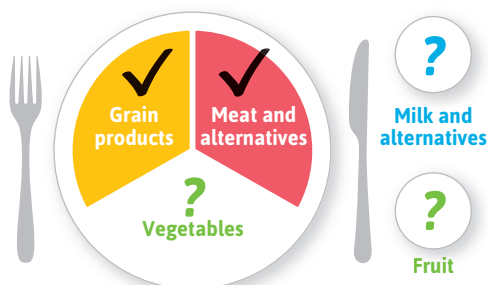 Grain
products
Meat and
alternatives
?
Vegetables
?
Milk and
alternatives
?
Fruit